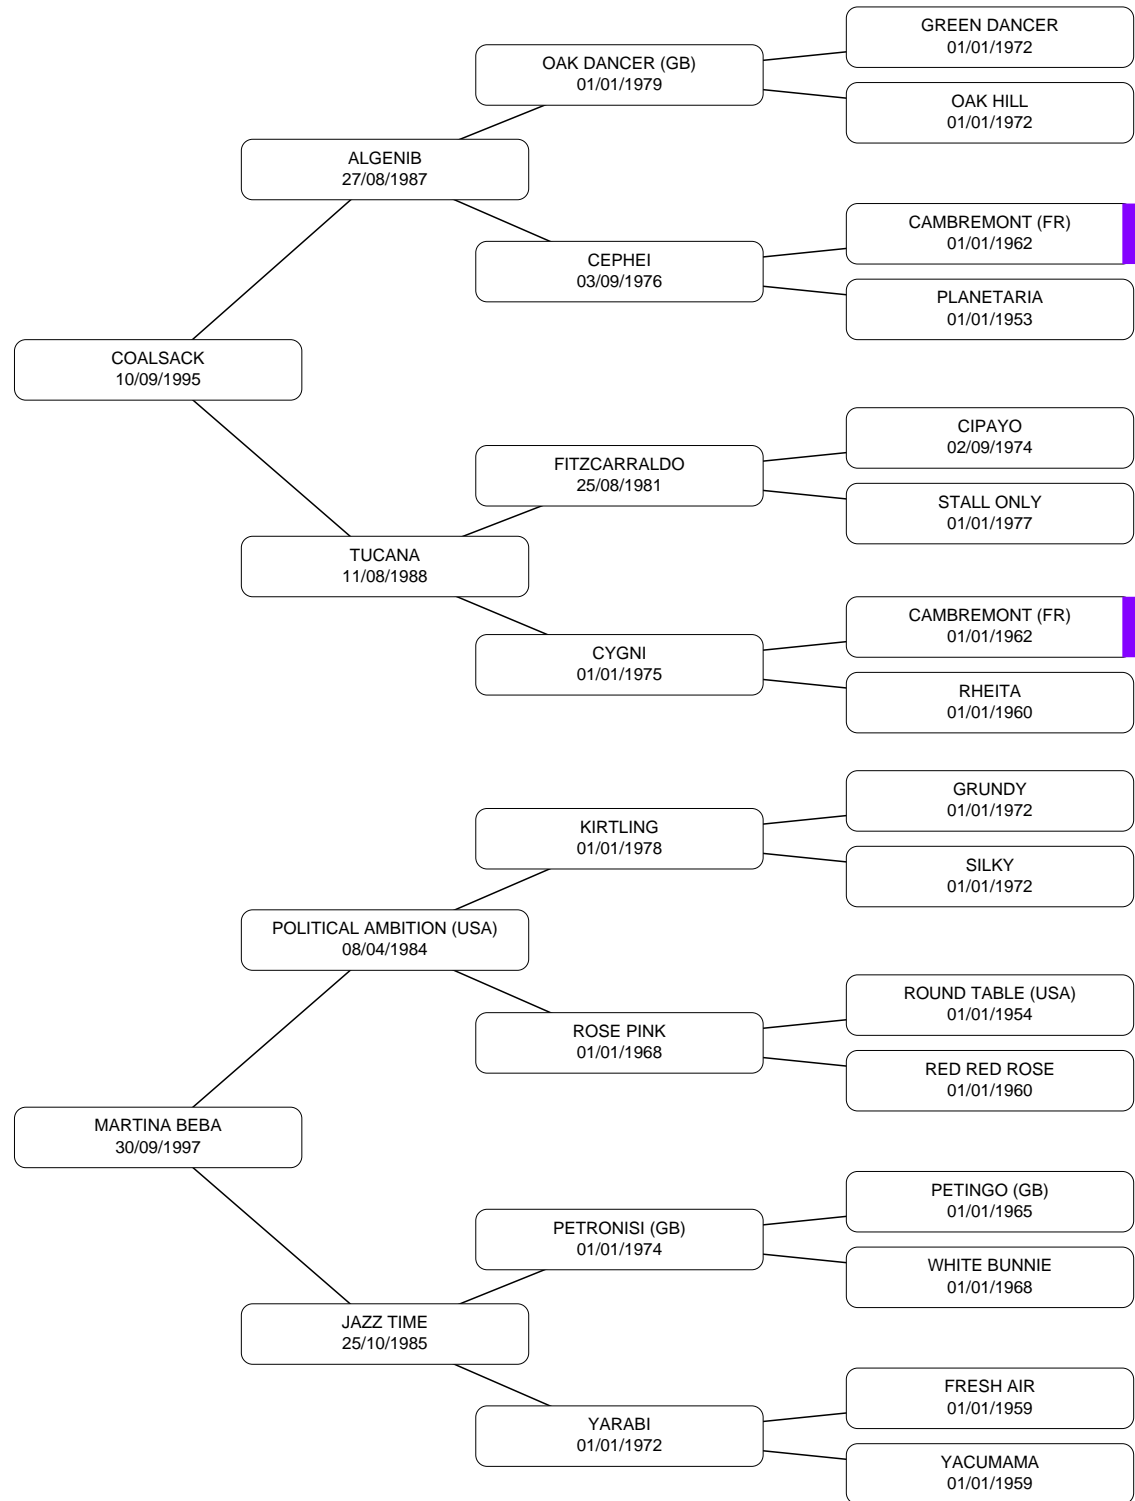 GREEN DANCER
01/01/1972
OAK DANCER (GB)
01/01/1979
OAK HILL
01/01/1972
ALGENIB
27/08/1987
CAMBREMONT (FR)
01/01/1962
CEPHEI
03/09/1976
PLANETARIA
01/01/1953
COALSACK
10/09/1995
CIPAYO
02/09/1974
FITZCARRALDO
25/08/1981
STALL ONLY
01/01/1977
TUCANA
11/08/1988
CAMBREMONT (FR)
01/01/1962
CYGNI
01/01/1975
RHEITA
01/01/1960
GRUNDY
01/01/1972
KIRTLING
01/01/1978
SILKY
01/01/1972
POLITICAL AMBITION (USA)
08/04/1984
ROUND TABLE (USA)
01/01/1954
ROSE PINK
01/01/1968
RED RED ROSE
01/01/1960
MARTINA BEBA
30/09/1997
PETINGO (GB)
01/01/1965
PETRONISI (GB)
01/01/1974
WHITE BUNNIE
01/01/1968
JAZZ TIME
25/10/1985
FRESH AIR
01/01/1959
YARABI
01/01/1972
YACUMAMA
01/01/1959